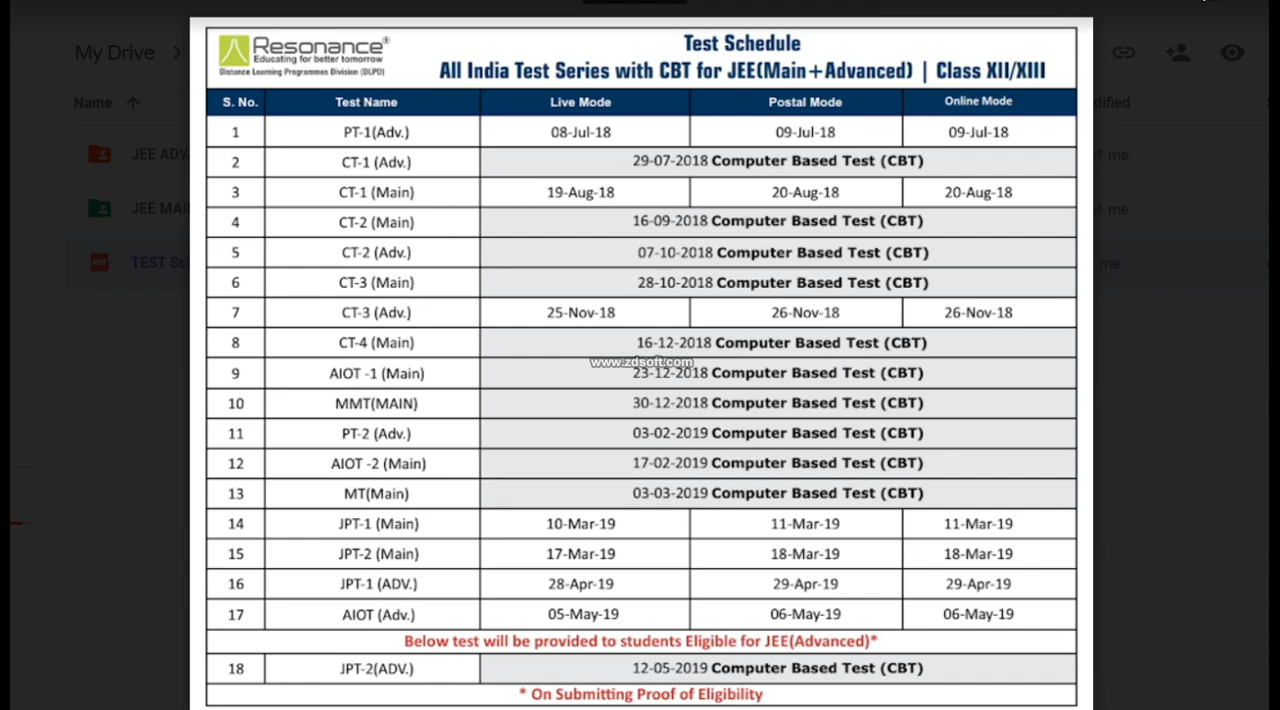 My Drive >
Name ↑
JEE ADV.
JEE MAI
TEST Sc
dified
me
me
me
Resonance®
Educating for better tomorrow
Distance Learning Programmes Division (DLPD)
Test Schedule
All India Test Series with CBT for JEE(Main+Advanced) | Class XII/XIII
S. No. Test Name Live Mode Postal Mode Online Mode
1 PT-1(Adv.) 08-Jul-18 09-Jul-18 09-Jul-18
2 CT-1 (Adv.) 29-07-2018 Computer Based Test (CBT)
3 CT-1 (Main) 19-Aug-18 20-Aug-18 20-Aug-18
4 CT-2 (Main) 16-09-2018 Computer Based Test (CBT)
5 CT-2 (Adv.) 07-10-2018 Computer Based Test (CBT)
6 CT-3 (Main) 28-10-2018 Computer Based Test (CBT)
7 CT-3 (Adv.) 25-Nov-18 26-Nov-18 26-Nov-18
8 CT-4 (Main) 16-12-2018 Computer Based Test (CBT)
www.zdsoft.com
9 AIOT -1 (Main) 23-12-2018 Computer Based Test (CBT)
10 MMT(MAIN) 30-12-2018 Computer Based Test (CBT)
11 PT-2 (Adv.) 03-02-2019 Computer Based Test (CBT)
12 AIOT -2 (Main) 17-02-2019 Computer Based Test (CBT)
13 MT(Main) 03-03-2019 Computer Based Test (CBT)
14 JPT-1 (Main) 10-Mar-19 11-Mar-19 11-Mar-19
15 JPT-2 (Main) 17-Mar-19 18-Mar-19 18-Mar-19
16 JPT-1 (ADV.) 28-Apr-19 29-Apr-19 29-Apr-19
17 AIOT (Adv.) 05-May-19 06-May-19 06-May-19
Below test will be provided to students Eligible for JEE(Advanced)*
18 JPT-2(ADV.) 12-05-2019 Computer Based Test (CBT)
* On Submitting Proof of Eligibility